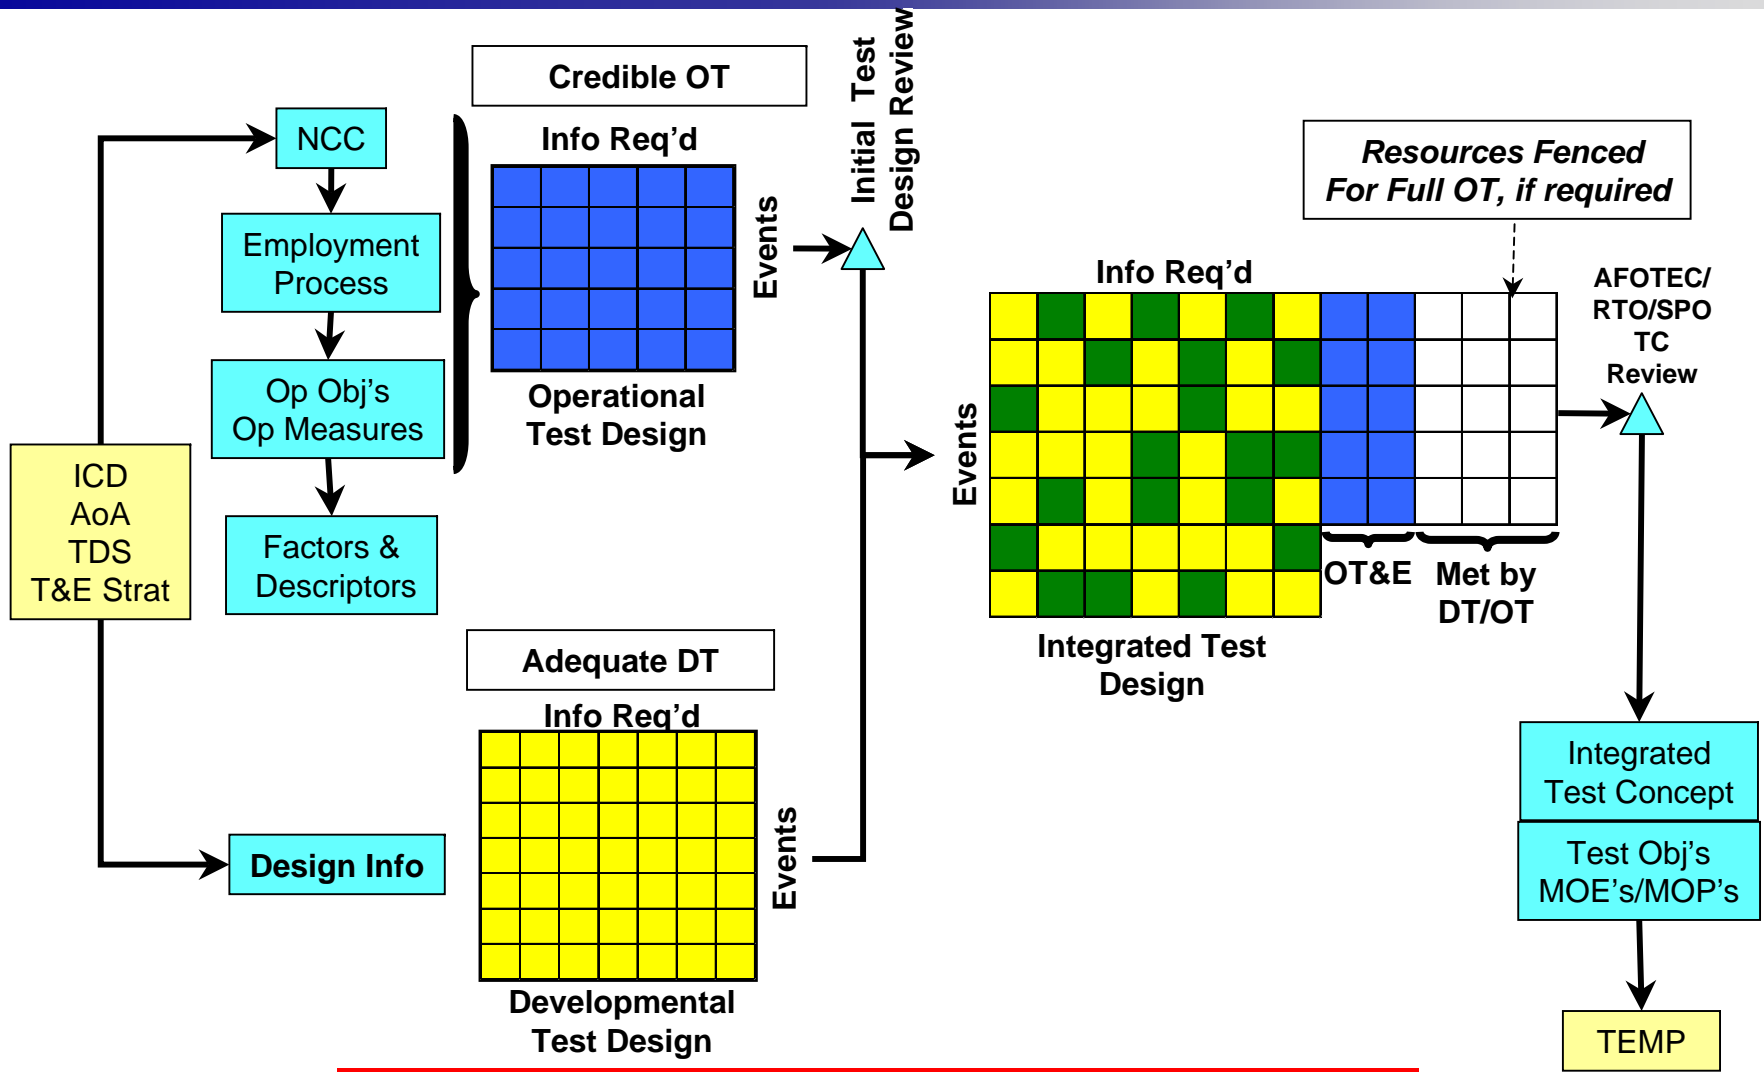 Credible OT
Info Req'd
Events
Operational
Test Design
Initial Test
Design Review
NCC
Employment
Process
Op Obj's
Op Measures
Factors &
Descriptors
ICD
AoA
TDS
T&E Strat
Design Info
Adequate DT
Info Req'd
Events
Developmental
Test Design
Resources Fenced
For Full OT, if required
Info Req'd
Events
Integrated Test
Design
OT&E
Met by
DT/OT
AFOTEC/
RTO/SPO
TC
Review
Integrated
Test Concept
Test Obj's
MOE's/MOP's
TEMP